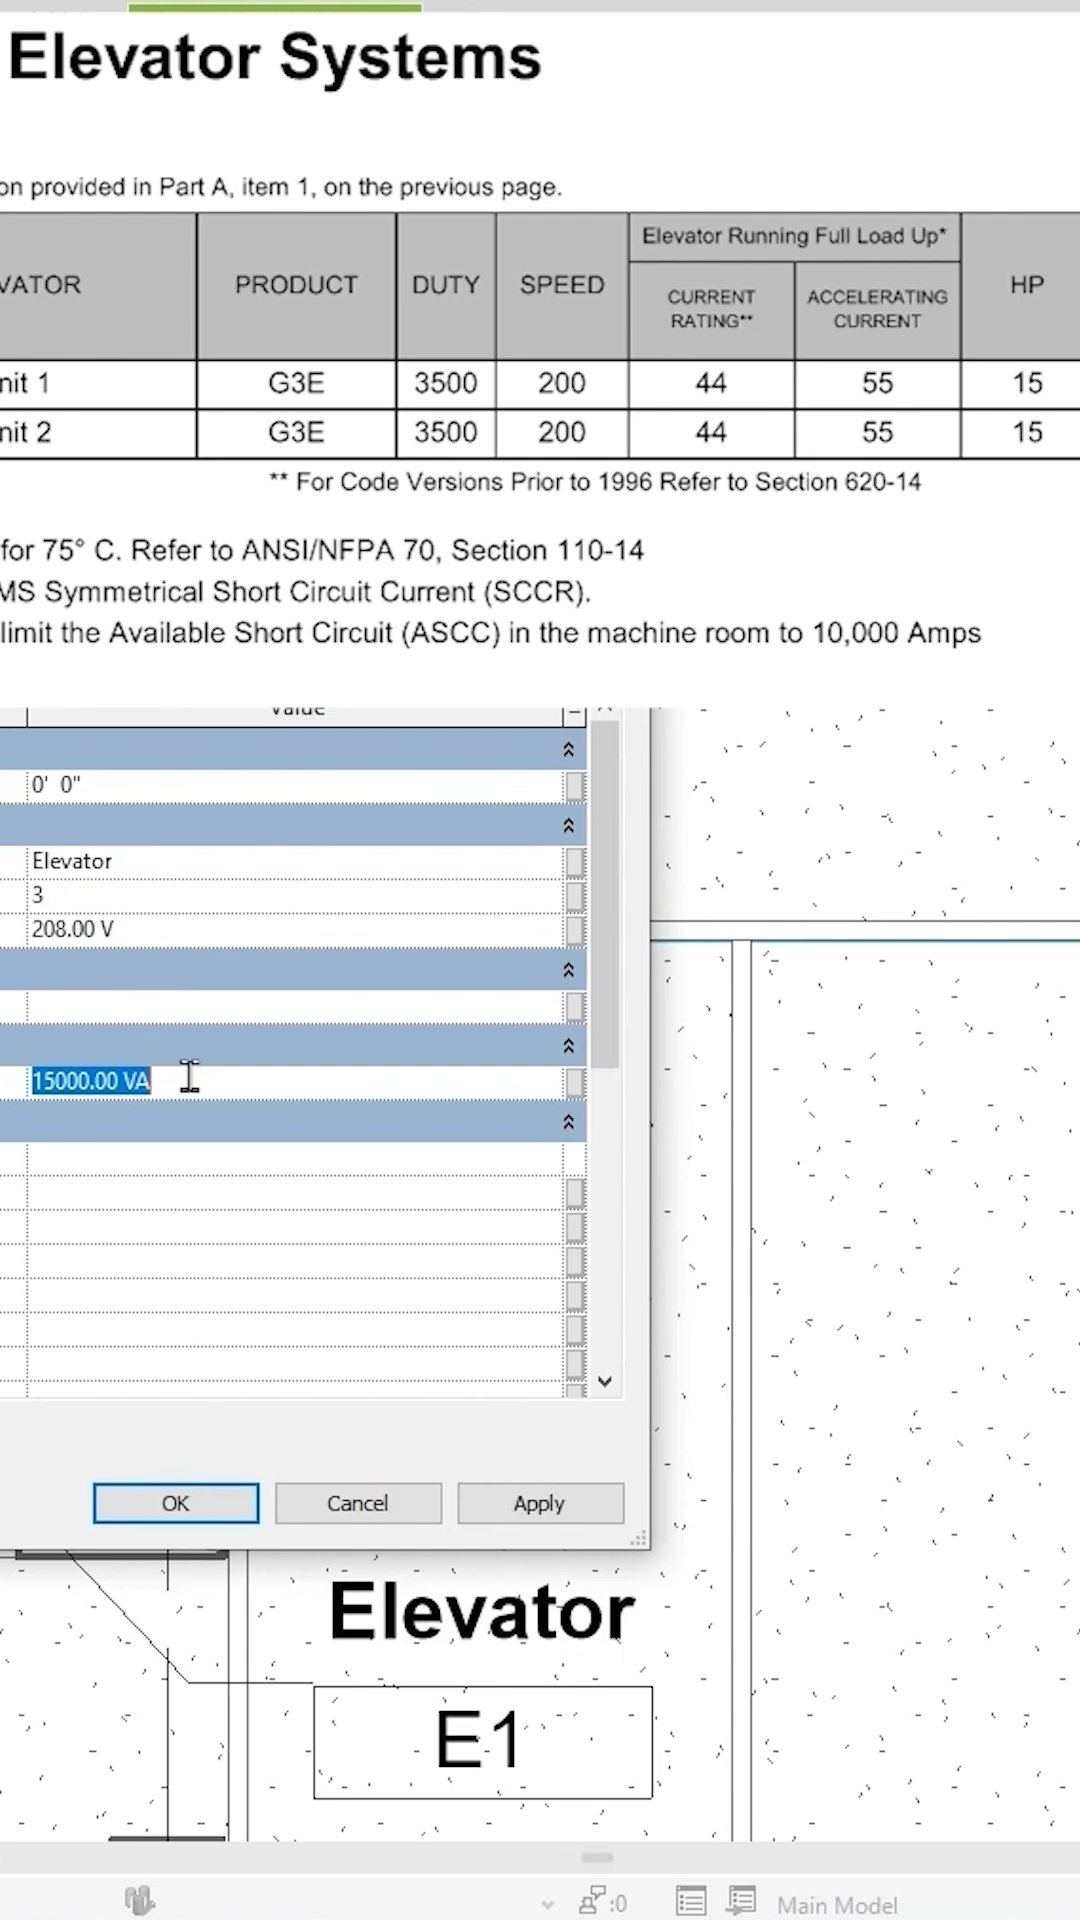 Elevator Systems
on provided in Part A, item 1, on the previous page.
VATOR PRODUCT DUTY SPEED Elevator Running Full Load Up* HP
CURRENT RATING** ACCELERATING CURRENT
nit 1 G3E 3500 200 44 55 15
nit 2 G3E 3500 200 44 55 15
** For Code Versions Prior to 1996 Refer to Section 620-14
for 75° C. Refer to ANSI/NFPA 70, Section 110-14
MS Symmetrical Short Circuit Current (SCCR).
limit the Available Short Circuit (ASCC) in the machine room to 10,000 Amps
Value
0' 0"
Elevator
3
208.00 V
15000.00 VA
OK Cancel Apply
Elevator
E1
:0 Main Model